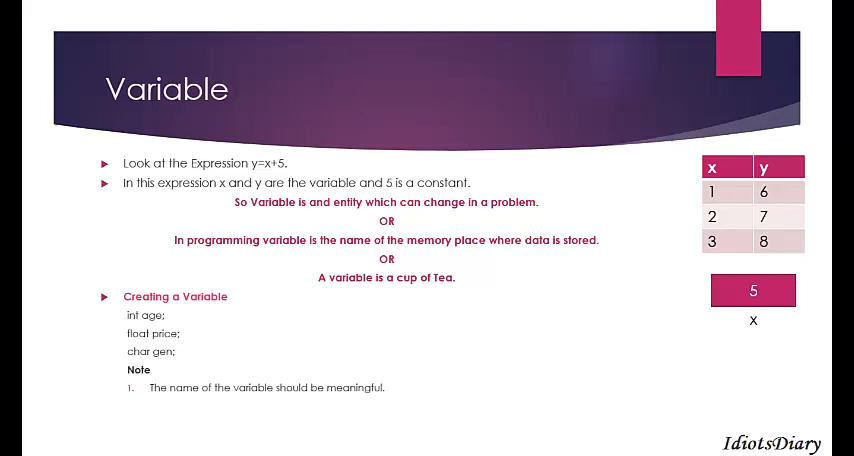 Variable
Look at the Expression y=x+5.
In this expression x and y are the variable and 5 is a constant.
So Variable is and entity which can change in a problem.
OR
In programming variable is the name of the memory place where data is stored.
OR
A variable is a cup of Tea.
Creating a Variable
int age;
float price;
char gen;
Note
1. The name of the variable should be meaningful.
x y
1 6
2 7
3 8
5
X
IdiotsDiary